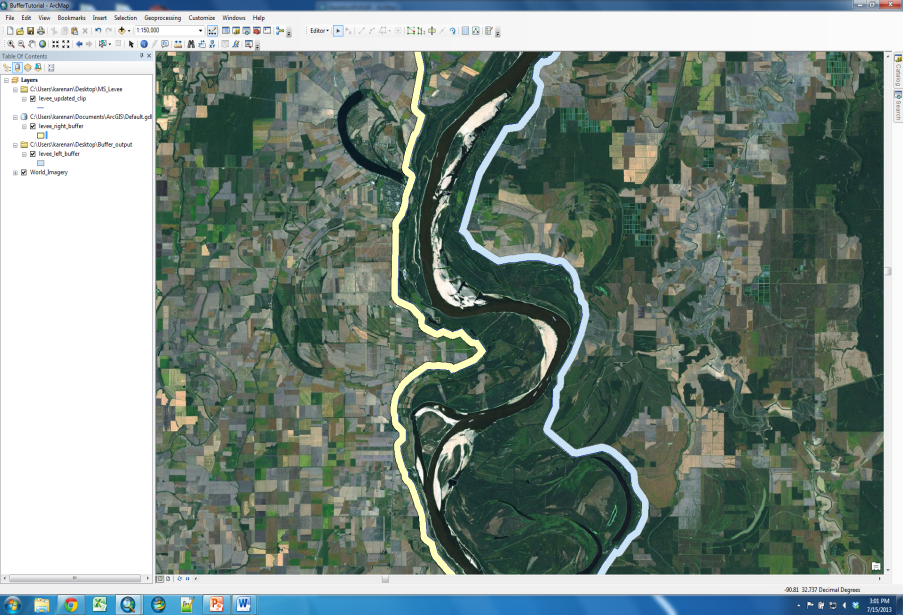 BufferTutorial - ArcMap
File Edit View Bookmarks Insert Selection Geoprocessing Customize Windows Help
1:150,000 Editor
Table Of Contents
Layers
C:\Users\karenan\Desktop\MS_Levee
levee_updated_clip
C:\Users\karenan\Documents\ArcGIS\Default.gdl
levee_right_buffer
C:\Users\karenan\Desktop\Buffer_output
levee_left_buffer
World_Imagery
Catalog
Search
-90.81 32.737 Decimal Degrees
3:01 PM
7/15/2013